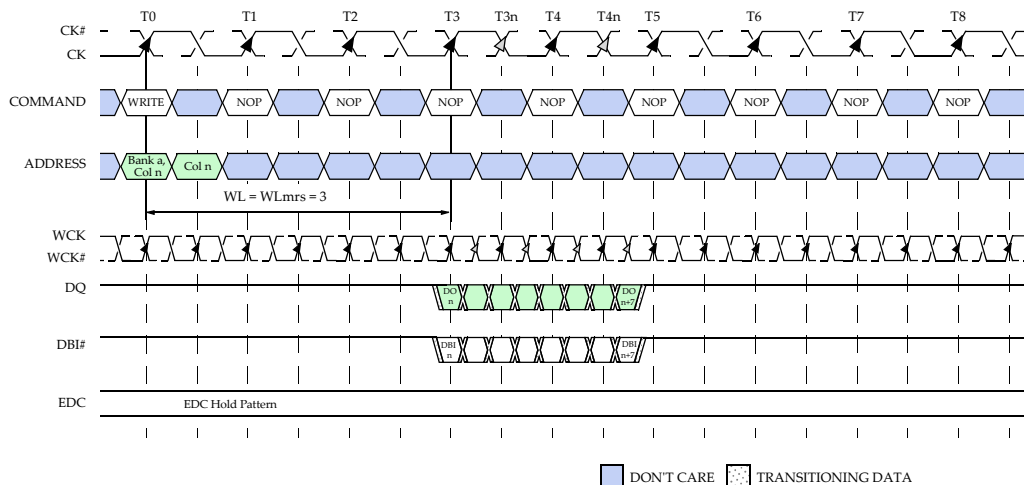 T0 T1 T2 T3 T3n T4 T4n T5 T6 T7 T8
CK#
CK
COMMAND WRITE NOP NOP NOP NOP NOP NOP NOP NOP
ADDRESS Bank a, Col n
Col n
WL = WLmrs = 3
WCK
WCK#
DQ
DO DO
n n+7
DBI#
DBI DBI
n n+7
EDC EDC Hold Pattern
DON'T CARE TRANSITIONING DATA